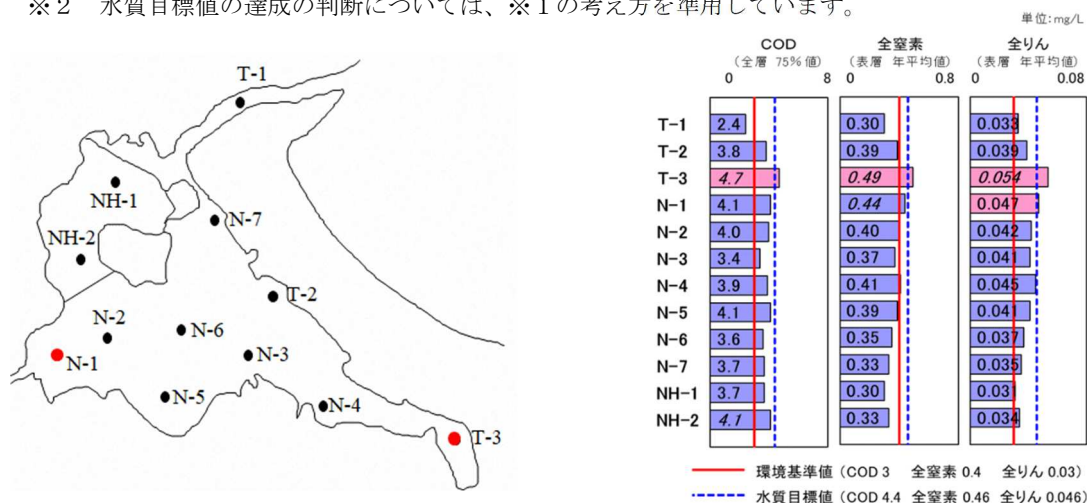 ※2 水質目標値の達成の判断については、※1の考え方を準用しています。
単位:mg/L
T-1
NH-1
N-7
NH-2
T-2
N-2
N-6
N-1
N-3
N-5
N-4
T-3
COD 全窒素 全りん
(全層 75%値) (表層 年平均値) (表層 年平均値)
0 8 0 0.8 0 0.08
T-1 2.4 0.30 0.033
T-2 3.8 0.39 0.039
T-3 4.7 0.49 0.054
N-1 4.1 0.44 0.047
N-2 4.0 0.40 0.042
N-3 3.4 0.37 0.041
N-4 3.9 0.41 0.045
N-5 4.1 0.39 0.041
N-6 3.6 0.35 0.037
N-7 3.7 0.33 0.035
NH-1 3.7 0.30 0.031
NH-2 4.1 0.33 0.034
環境基準値(COD 3 全窒素 0.4 全りん 0.03)
水質目標値(COD 4.4 全窒素 0.46 全りん 0.046)